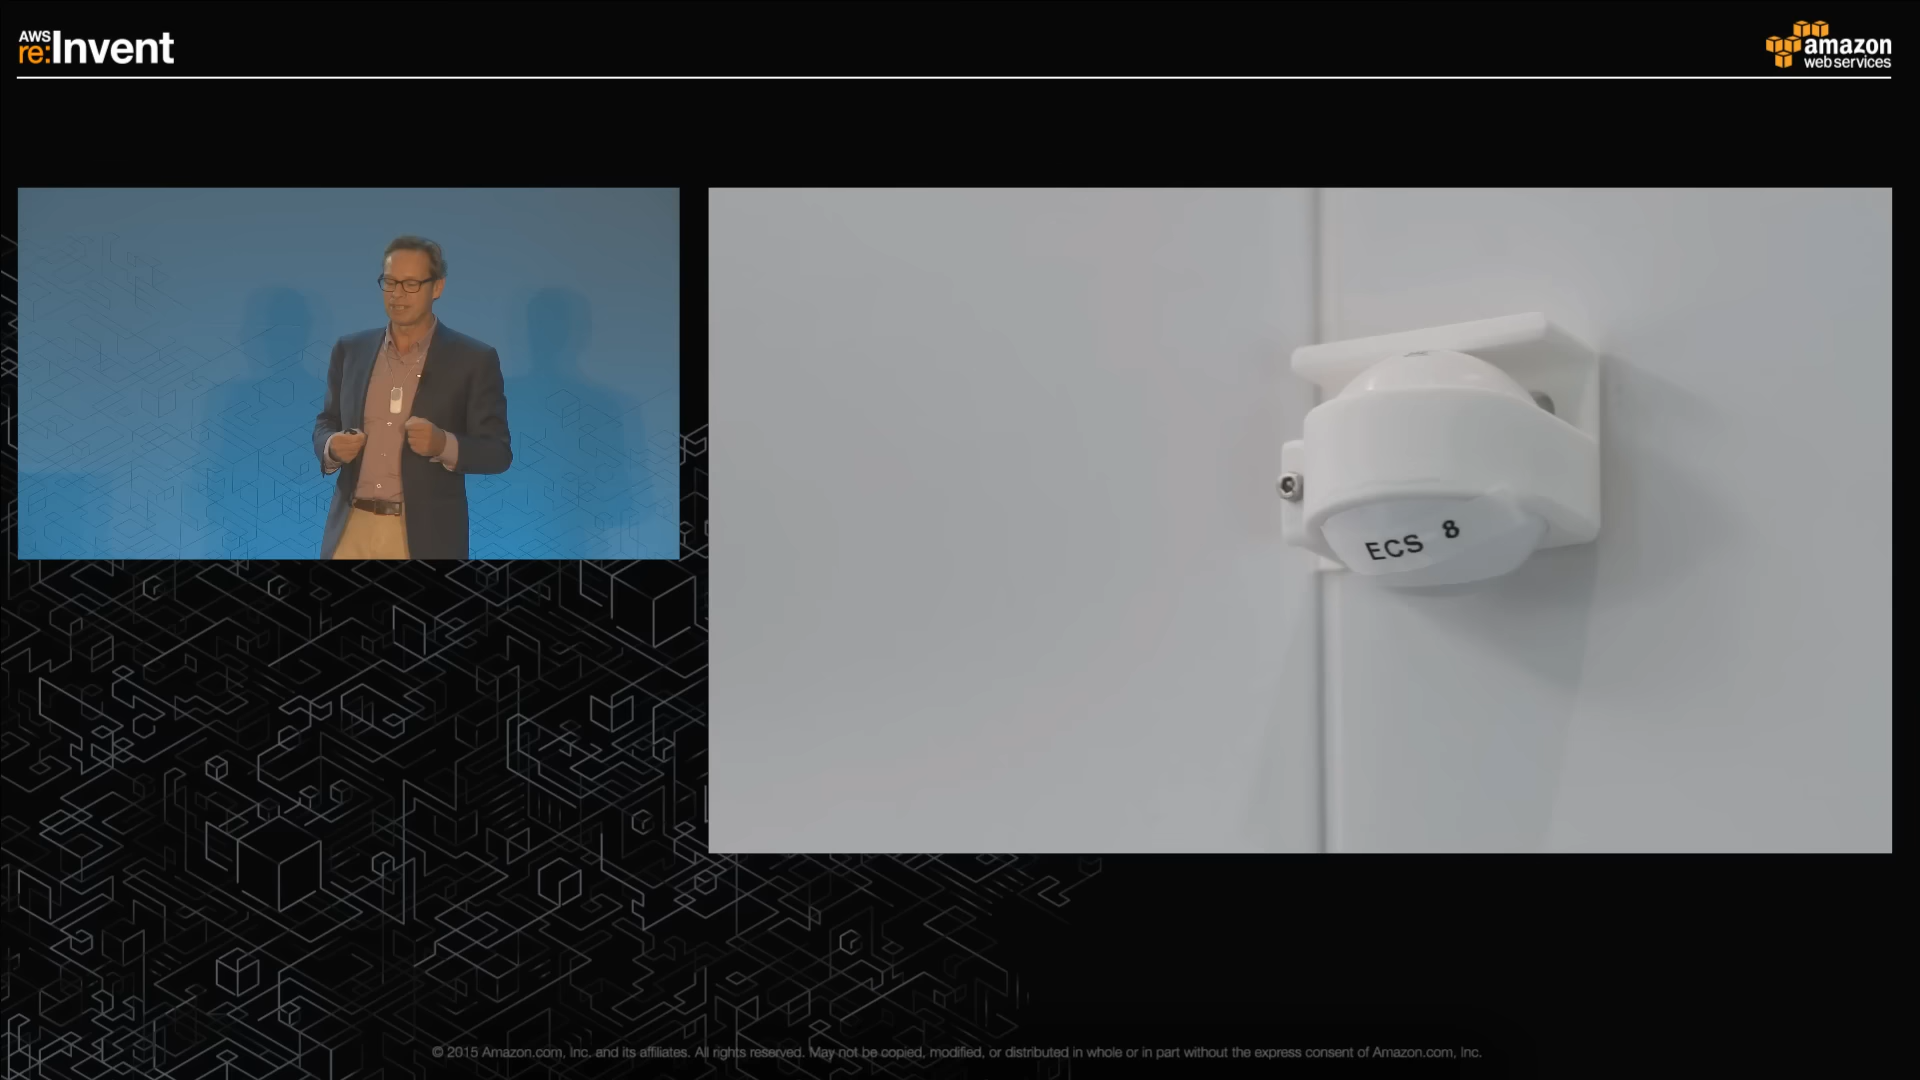 AWS
re:Invent
amazon
web services
ECS 8
© 2015 Amazon.com, Inc. and its affiliates. All rights reserved. May not be copied, modified, or distributed in whole or in part without the express consent of Amazon.com, Inc.